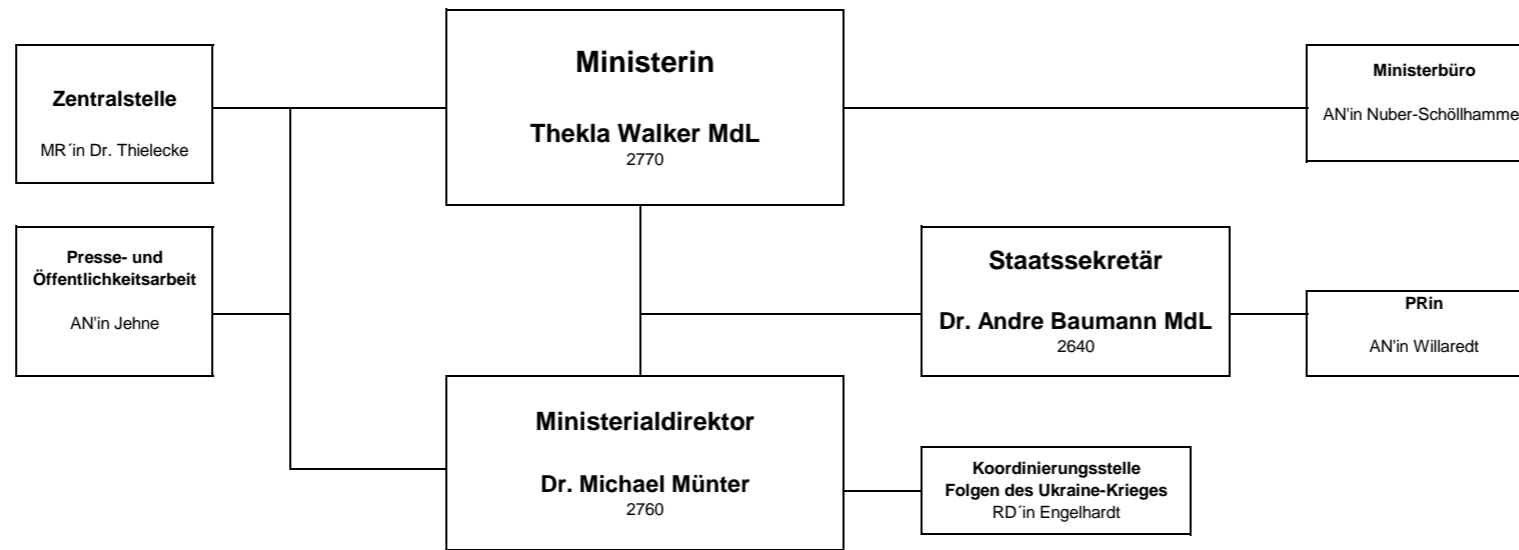 Ministerin
Thekla Walker MdL
2770
Zentralstelle
MR´in Dr. Thielecke
Ministerbüro
AN'in Nuber-Schöllhamme
Presse- und
Öffentlichkeitsarbeit
AN'in Jehne
Staatssekretär
Dr. Andre Baumann MdL
2640
PRin
AN'in Willaredt
Ministerialdirektor
Dr. Michael Münter
2760
Koordinierungsstelle
Folgen des Ukraine-Krieges
RD´in Engelhardt